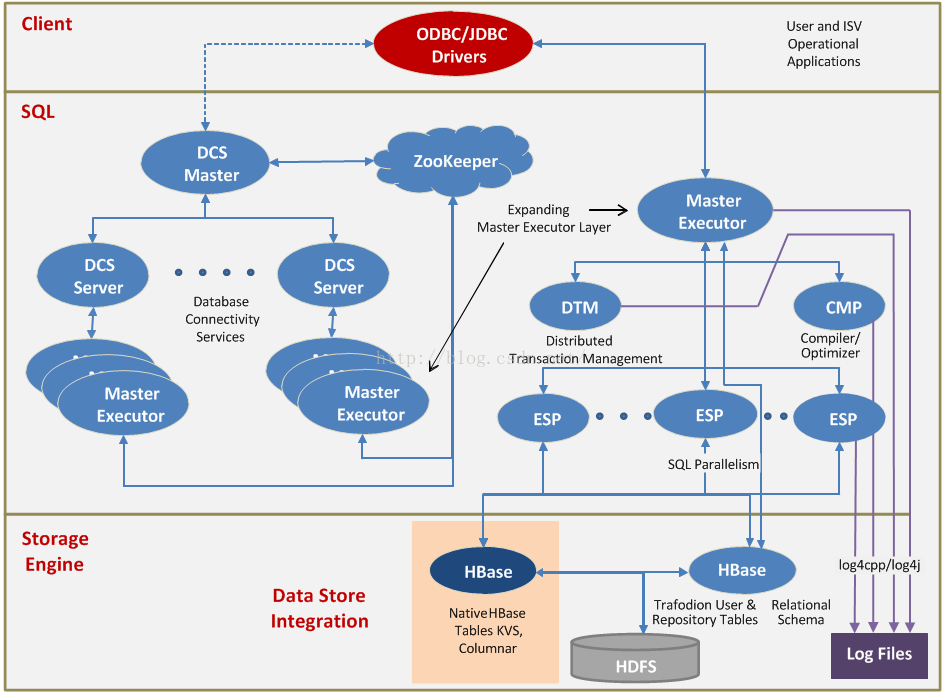 Client
ODBC/JDBC
Drivers
User and ISV
Operational
Applications
SQL
DCS
Master
ZooKeeper
Master
Executor
Expanding
Master Executor Layer
DCS
Server
DCS
Server
Database
Connectivity
Services
DTM
CMP
Distributed
Transaction Management
Compiler/
Optimizer
Master
Executor
Master
Executor
ESP
ESP
ESP
SQL Parallelism
Storage
Engine
Data Store
Integration
HBase
HBase
log4cpp/log4j
Native HBase
Tables KVS,
Columnar
Trafodion User &
Repository Tables
Relational
Schema
HDFS
Log Files